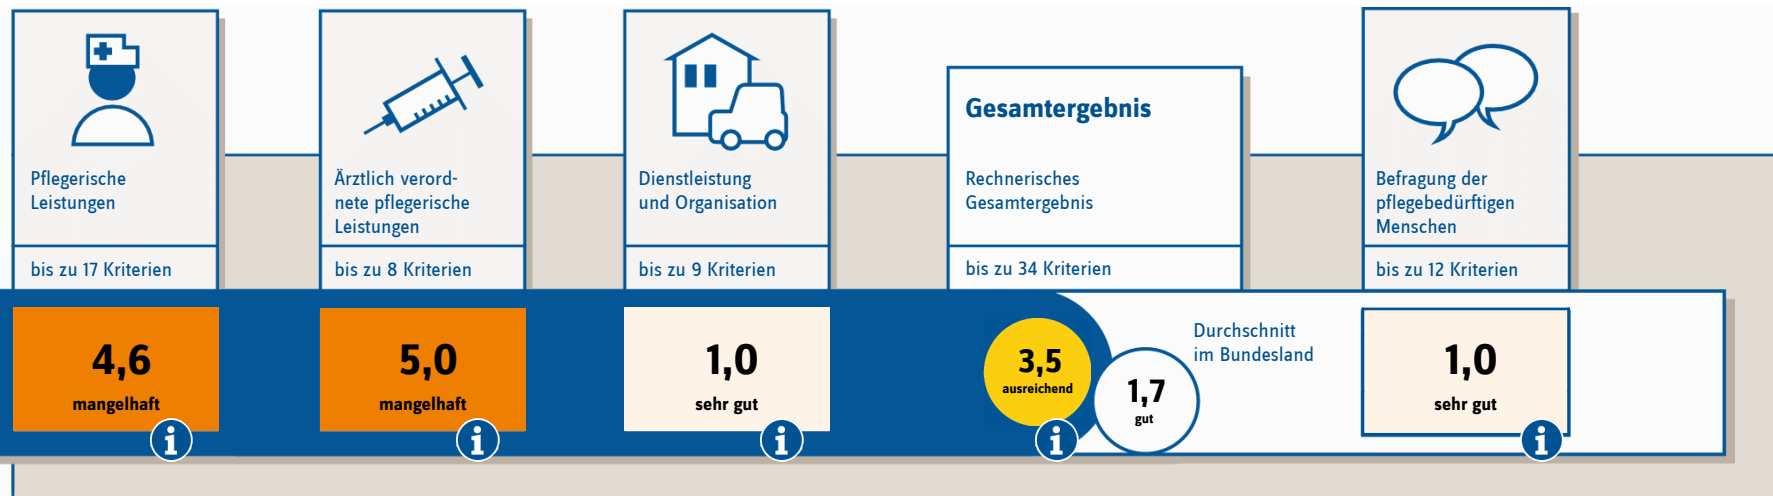 Pflegerische
Leistungen
bis zu 17 Kriterien
4,6
mangelhaft
i
Ärztlich verord-
nete pflegerische
Leistungen
bis zu 8 Kriterien
5,0
mangelhaft
i
Dienstleistung
und Organisation
bis zu 9 Kriterien
1,0
sehr gut
i
Gesamtergebnis
Rechnerisches
Gesamtergebnis
bis zu 34 Kriterien
3,5
ausreichend
i
1,7
gut
Durchschnitt
im Bundesland
Befragung der
pflegebedürftigen
Menschen
bis zu 12 Kriterien
1,0
sehr gut
i